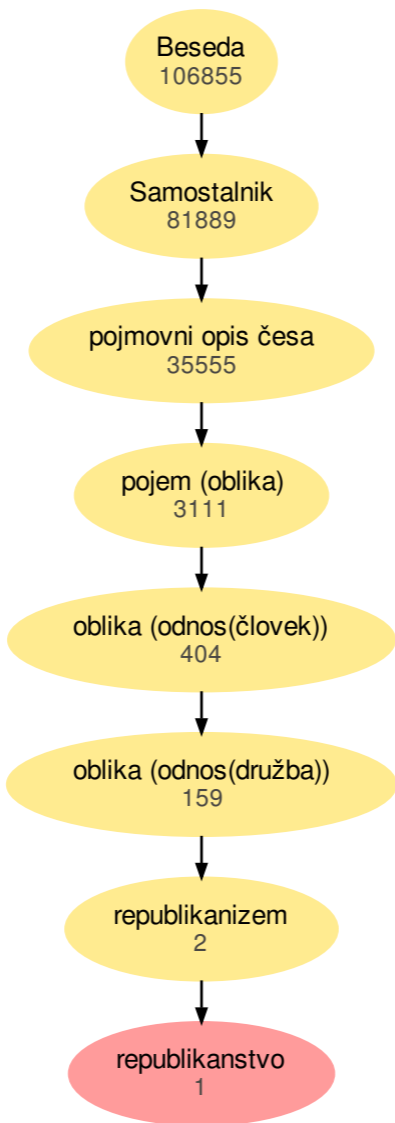 Beseda
106855
Samostalnik
81889
pojmovni opis česa
35555
pojem (oblika)
3111
oblika (odnos(človek))
404
oblika (odnos(družba))
159
republikanizem
2
republikanstvo
1